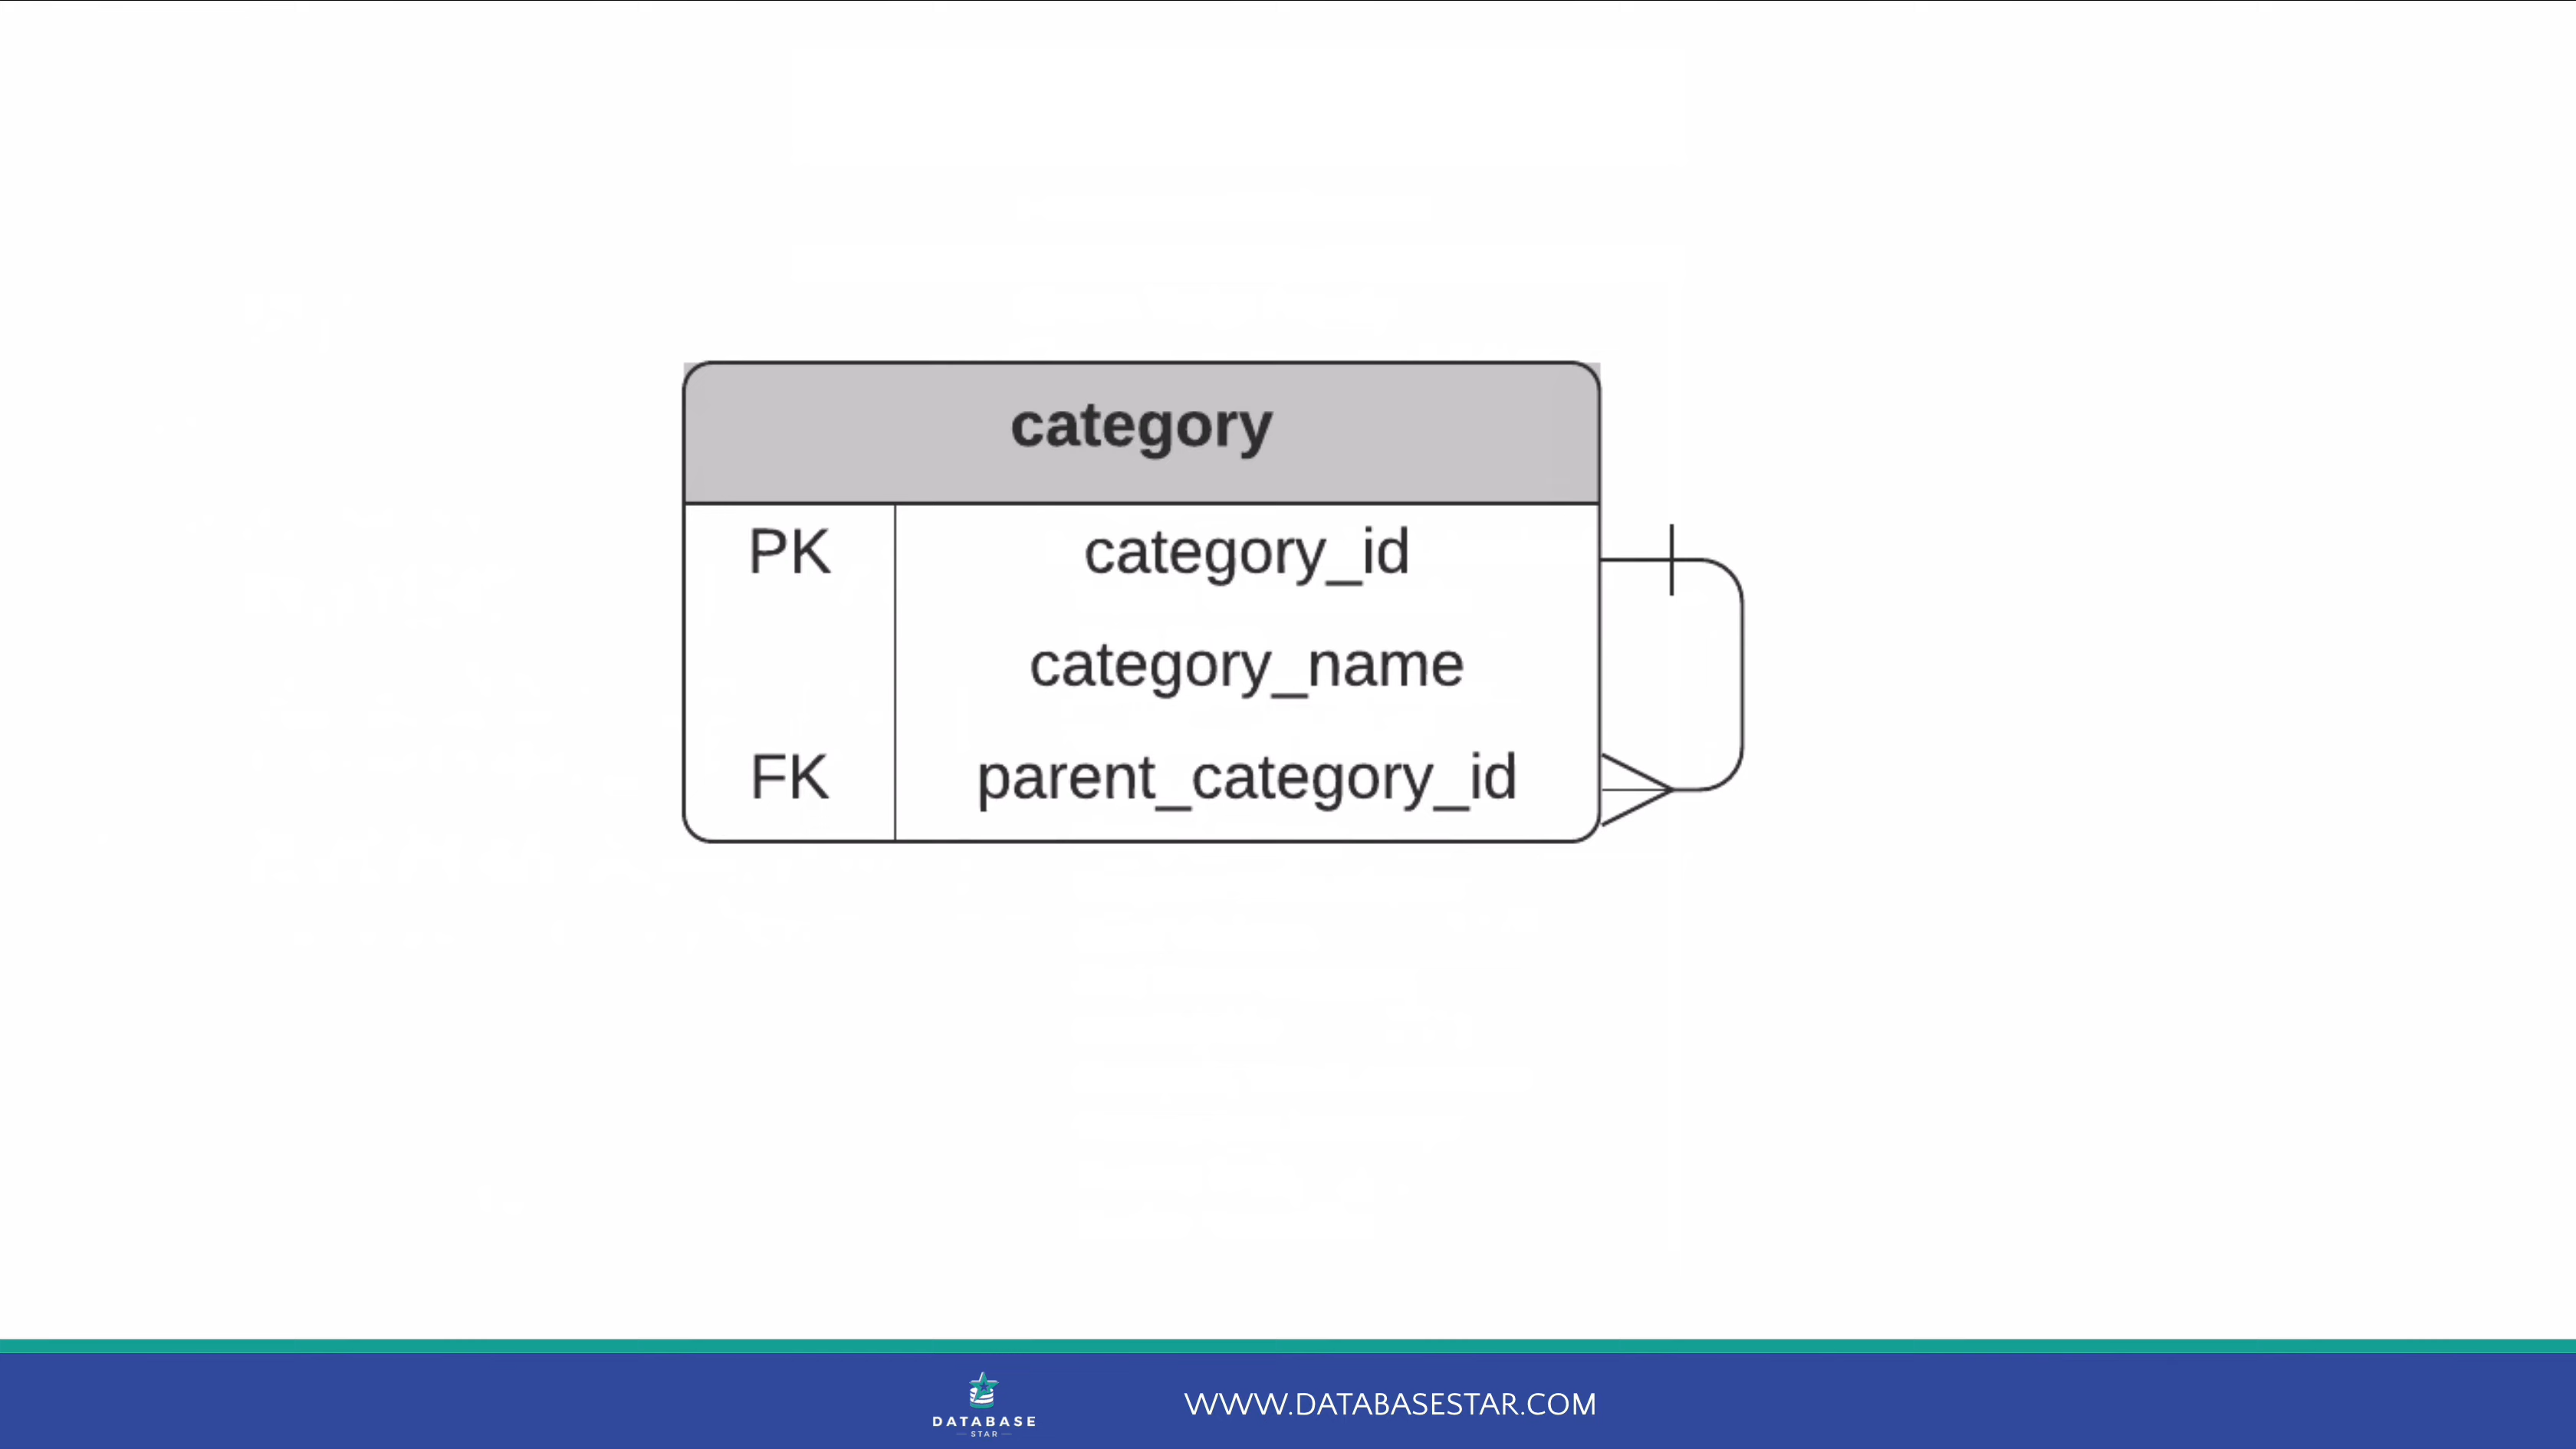 category
PK category_id
category_name
FK parent_category_id
DATABASE
STAR
WWW.DATABASESTAR.COM